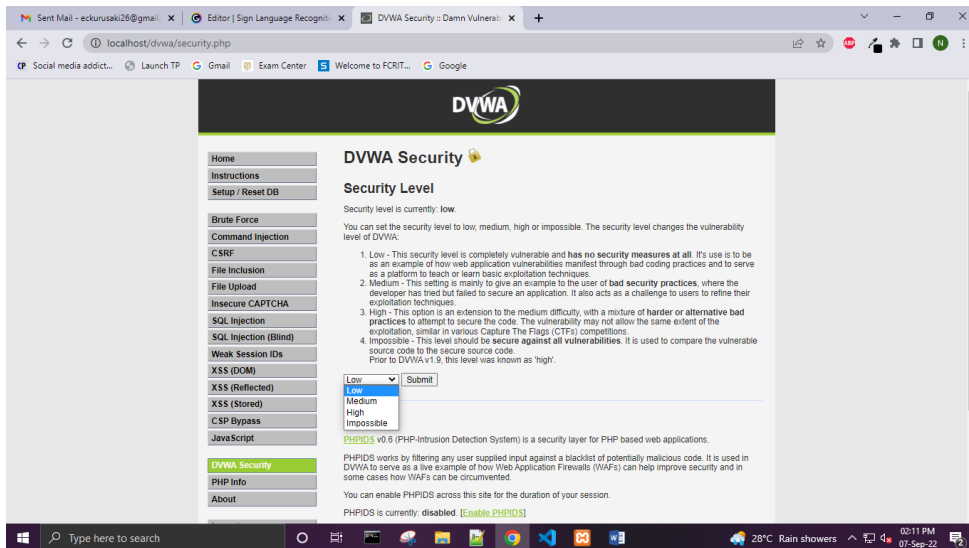 Sent Mail - eckurusaki26@gmail.
Editor | Sign Language Recogniti
DVWA Security :: Damn Vulnerab
localhost/dvwa/security.php
Social media addict...
Launch TP
Gmail
Exam Center
Welcome to FCRIT...
Google
DVWA
Home
Instructions
Setup / Reset DB
Brute Force
Command Injection
CSRF
File Inclusion
File Upload
Insecure CAPTCHA
SQL Injection
SQL Injection (Blind)
Weak Session IDs
XSS (DOM)
XSS (Reflected)
XSS (Stored)
CSP Bypass
JavaScript
DVWA Security
PHP Info
About
DVWA Security
Security Level
Security level is currently: low.
You can set the security level to low, medium, high or impossible. The security level changes the vulnerability
level of DVWA:
1. Low - This security level is completely vulnerable and has no security measures at all. It's use is to be
as an example of how web application vulnerabilities manifest through bad coding practices and to serve
as a platform to teach or learn basic exploitation techniques.
2. Medium - This setting is mainly to give an example to the user of bad security practices, where the
developer has tried but failed to secure an application. It also acts as a challenge to users to refine their
exploitation techniques.
3. High - This option is an extension to the medium difficulty, with a mixture of harder or alternative bad
practices to attempt to secure the code. The vulnerability may not allow the same extent of the
exploitation, similar in various Capture The Flags (CTFs) competitions.
4. Impossible - This level should be secure against all vulnerabilities. It is used to compare the vulnerable
source code to the secure source code.
Prior to DVWA v1.9, this level was known as 'high'.
Low
Submit
Low
Medium
High
Impossible
PHPIDS v0.6 (PHP-Intrusion Detection System) is a security layer for PHP based web applications.
PHPIDS works by filtering any user supplied input against a blacklist of potentially malicious code. It is used in
DVWA to serve as a live example of how Web Application Firewalls (WAFs) can help improve security and in
some cases how WAFs can be circumvented.
You can enable PHPIDS across this site for the duration of your session.
PHPIDS is currently: disabled. [Enable PHPIDS]
Type here to search
28°C Rain showers
02:11 PM
07-Sep-22